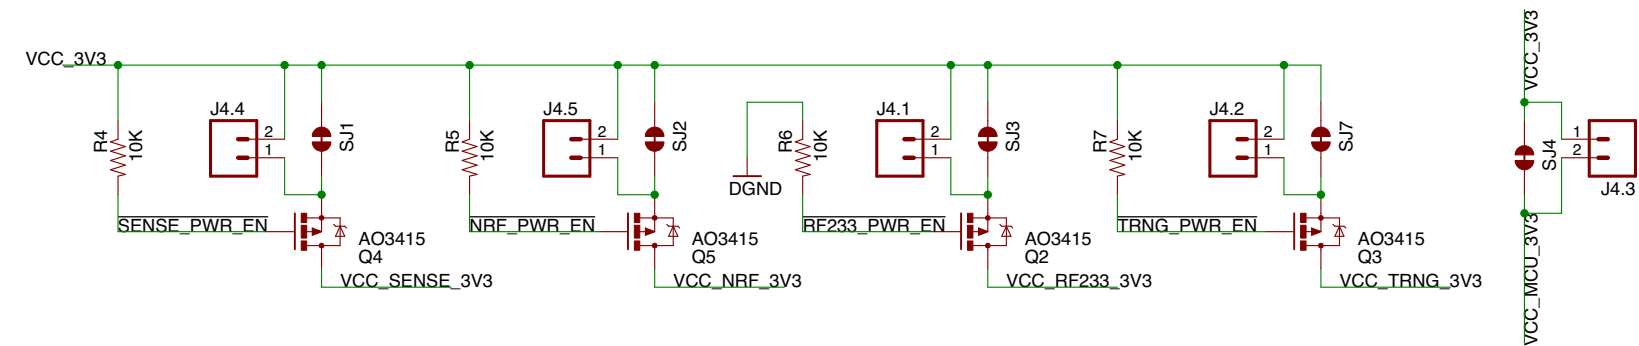 VCC_3V3
R4
10K
J4.4
2
1
SJ1
SENSE_PWR_EN
AO3415
Q4
VCC_SENSE_3V3
R5
10K
J4.5
2
1
SJ2
NRF_PWR_EN
AO3415
Q5
VCC_NRF_3V3
DGND
R6
10K
J4.1
2
1
SJ3
RF233_PWR_EN
AO3415
Q2
VCC_RF233_3V3
R7
10K
J4.2
2
1
SJ7
TRNG_PWR_EN
AO3415
Q3
VCC_TRNG_3V3
VCC_3V3
SJ4
1
2
J4.3
VCC_MCU_3V3